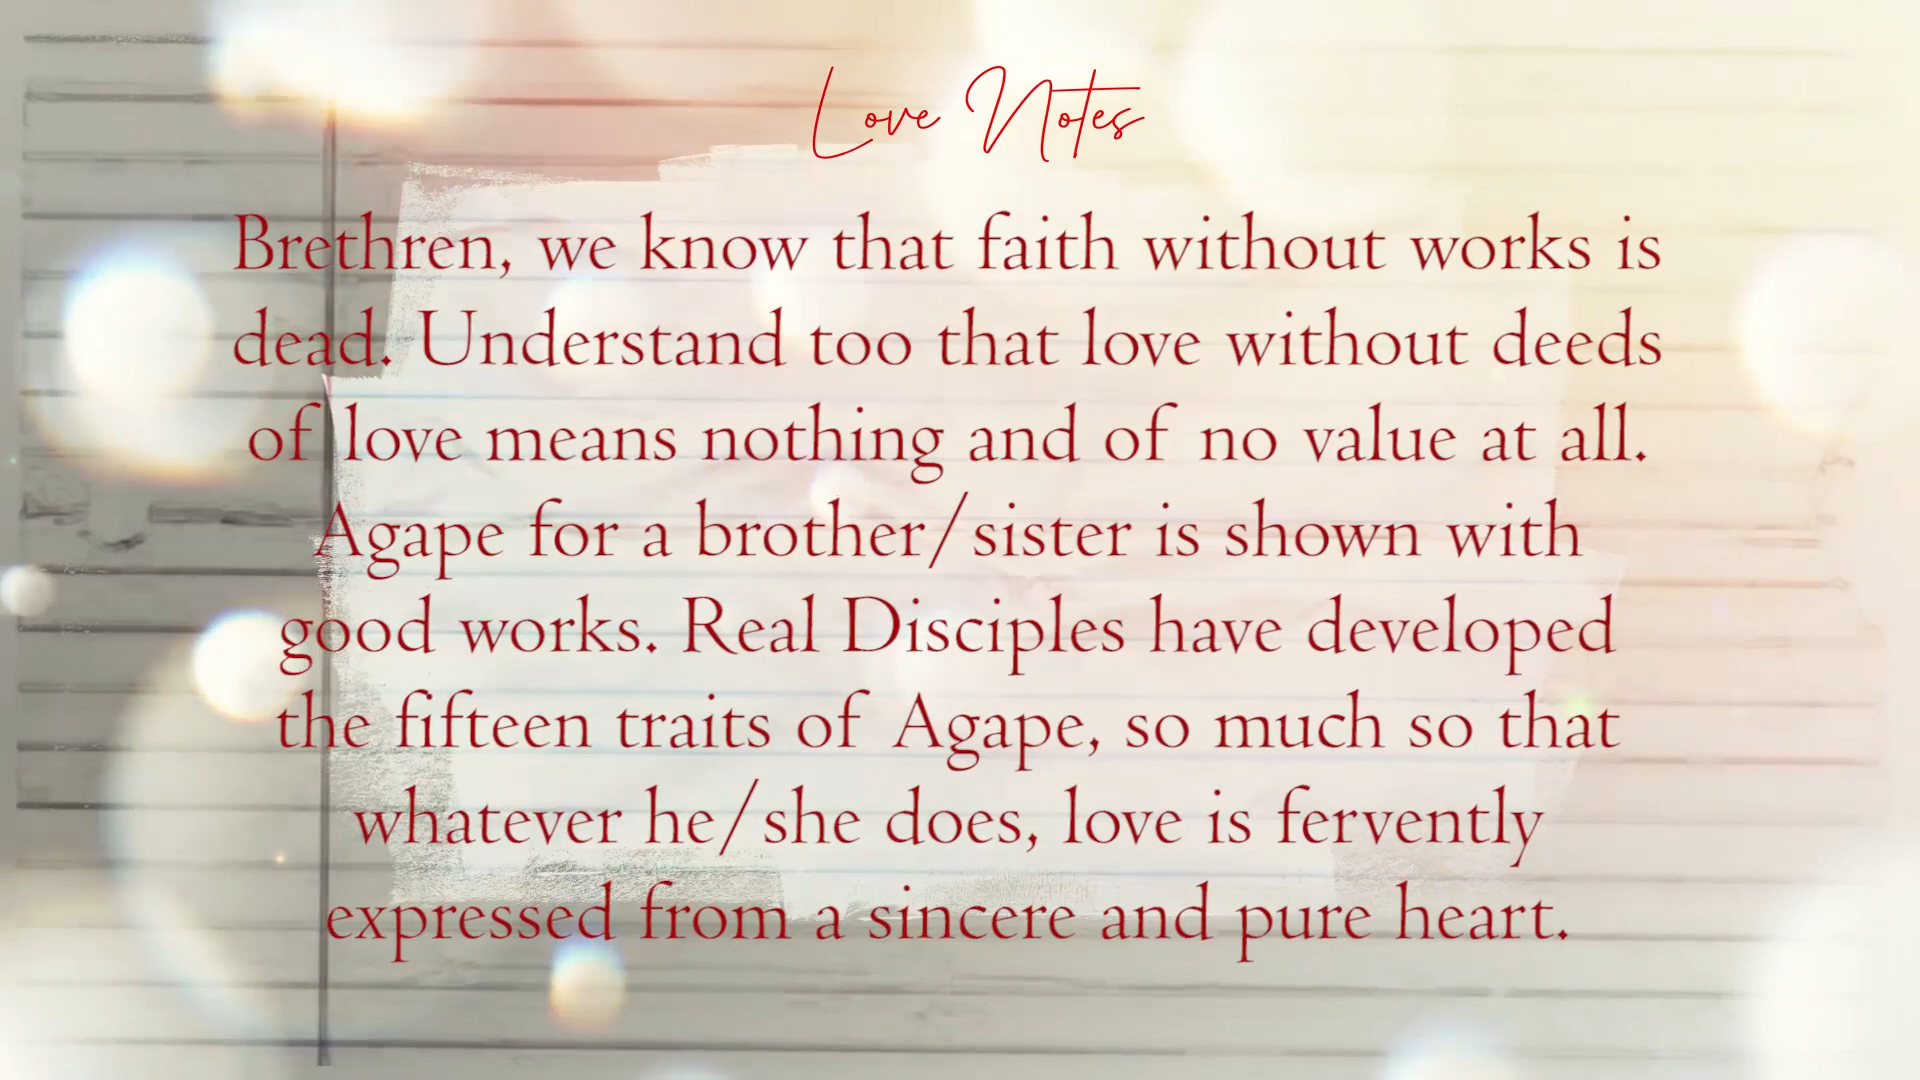 Love Notes
Brethren, we know that faith without works is
dead. Understand too that love without deeds
of love means nothing and of no value at all.
Agape for a brother/sister is shown with
good works. Real Disciples have developed
the fifteen traits of Agape, so much so that
whatever he/she does, love is fervently
expressed from a sincere and pure heart.